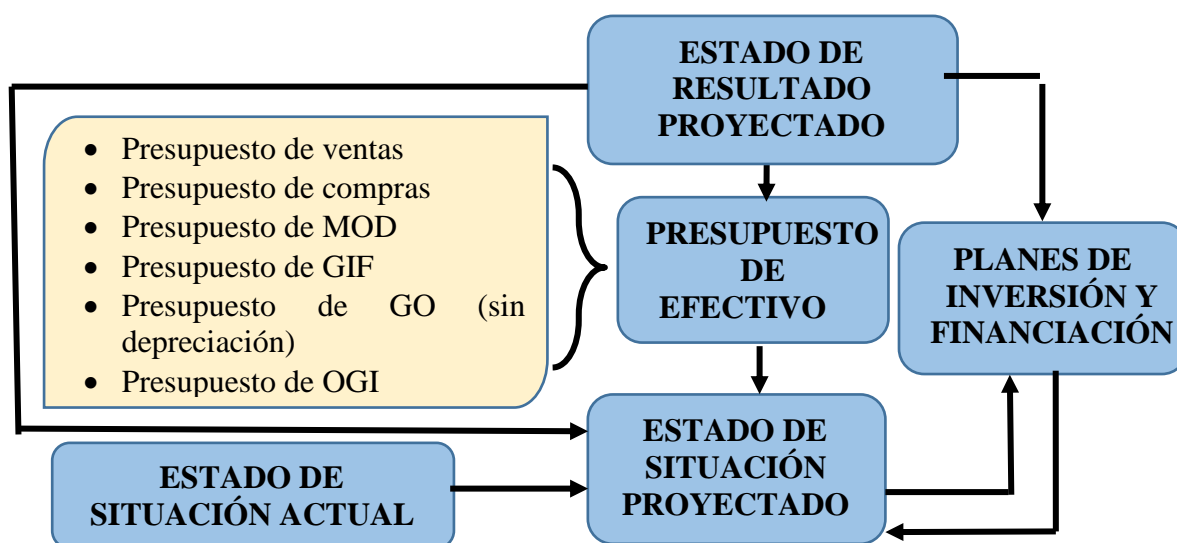 ESTADO DE
RESULTADO
PROYECTADO
• Presupuesto de ventas
• Presupuesto de compras
• Presupuesto de MOD
• Presupuesto de GIF
• Presupuesto de GO (sin
depreciación)
• Presupuesto de OGI
PRESUPUESTO
DE
EFECTIVO
PLANES DE
INVERSIÓN Y
FINANCIACIÓN
ESTADO DE
SITUACIÓN ACTUAL
ESTADO DE
SITUACIÓN
PROYECTADO